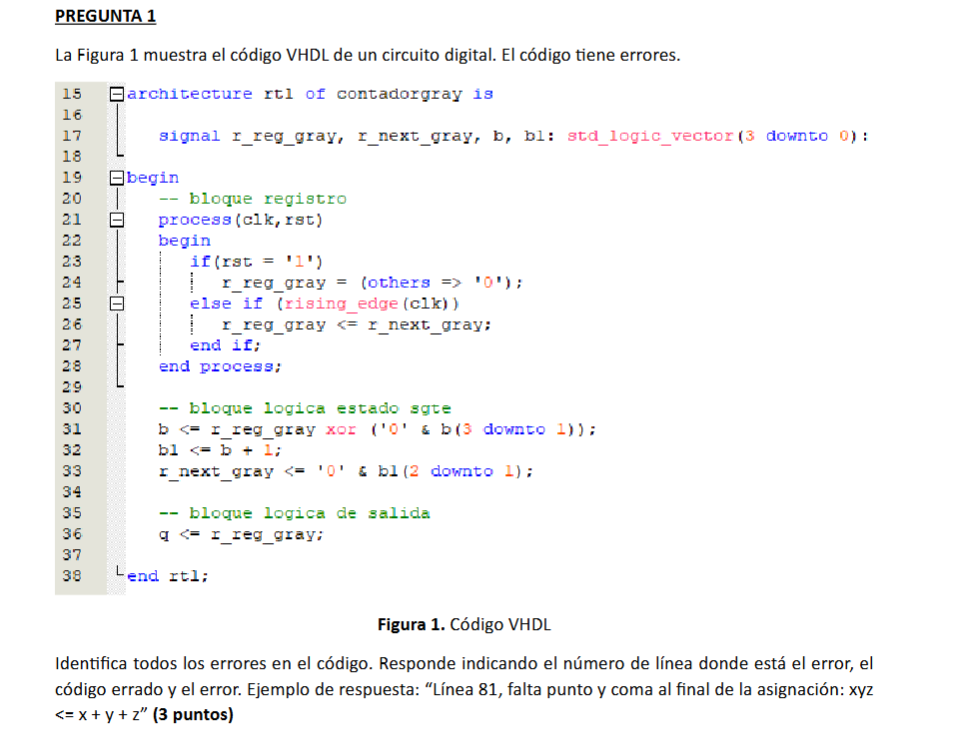 PREGUNTA 1
La Figura 1 muestra el código VHDL de un circuito digital. El código tiene errores.
15 architecture rtl of contadorgray is
16
17 signal r_reg_gray, r_next_gray, b, b1: std_logic_vector(3 downto 0):
18
19 begin
20 -- bloque registro
21 process(clk,rst)
22 begin
23 if(rst = '1')
24 r_reg_gray = (others => '0');
25 else if (rising_edge(clk))
26 r_reg_gray <= r_next_gray;
27 end if;
28 end process;
29
30 -- bloque logica estado sgte
31 b <= r_reg_gray xor ('0' & b(3 downto 1));
32 b1 <= b + 1;
33 r_next_gray <= '0' & b1(2 downto 1);
34
35 -- bloque logica de salida
36 q <= r_reg_gray;
37
38 end rtl;
Figura 1. Código VHDL
Identifica todos los errores en el código. Responde indicando el número de línea donde está el error, el
código errado y el error. Ejemplo de respuesta: “Línea 81, falta punto y coma al final de la asignación: xyz
<= x + y + z” (3 puntos)